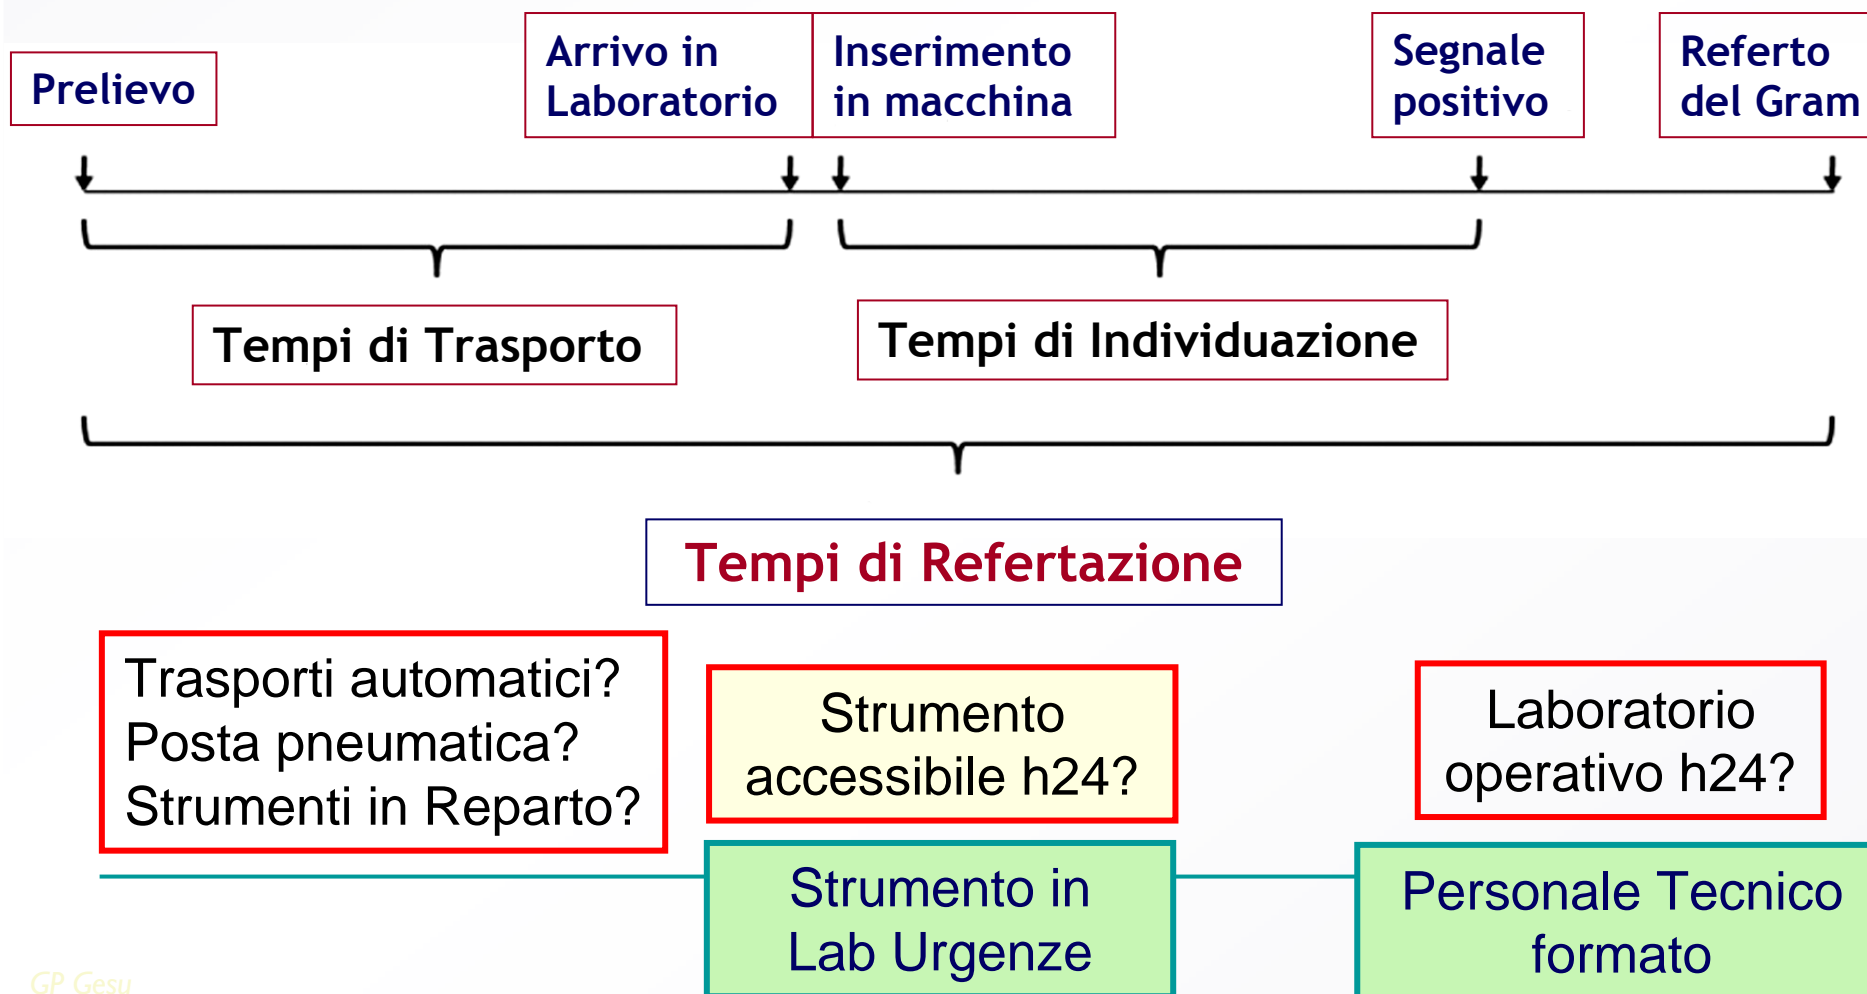 Prelievo
Arrivo in
Laboratorio
Inserimento
in macchina
Segnale
positivo
Referto
del Gram
Tempi di Trasporto
Tempi di Individuazione
Tempi di Refertazione
Trasporti automatici?
Posta pneumatica?
Strumenti in Reparto?
Strumento
accessibile h24?
Laboratorio
operativo h24?
Strumento in
Lab Urgenze
Personale Tecnico
formato
GP Gesu